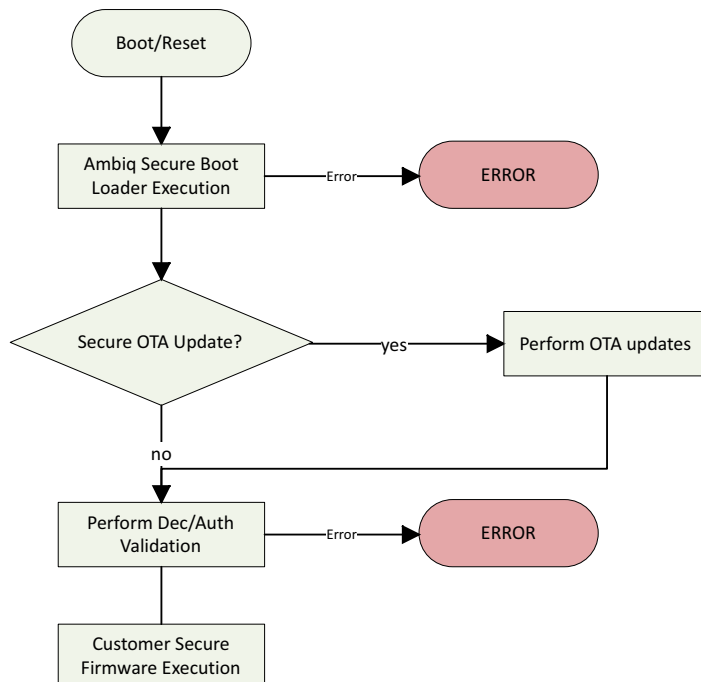 Boot/Reset
Ambiq Secure Boot
Loader Execution
Error
ERROR
Secure OTA Update?
yes
Perform OTA updates
no
Perform Dec/Auth
Validation
Error
ERROR
Customer Secure
Firmware Execution